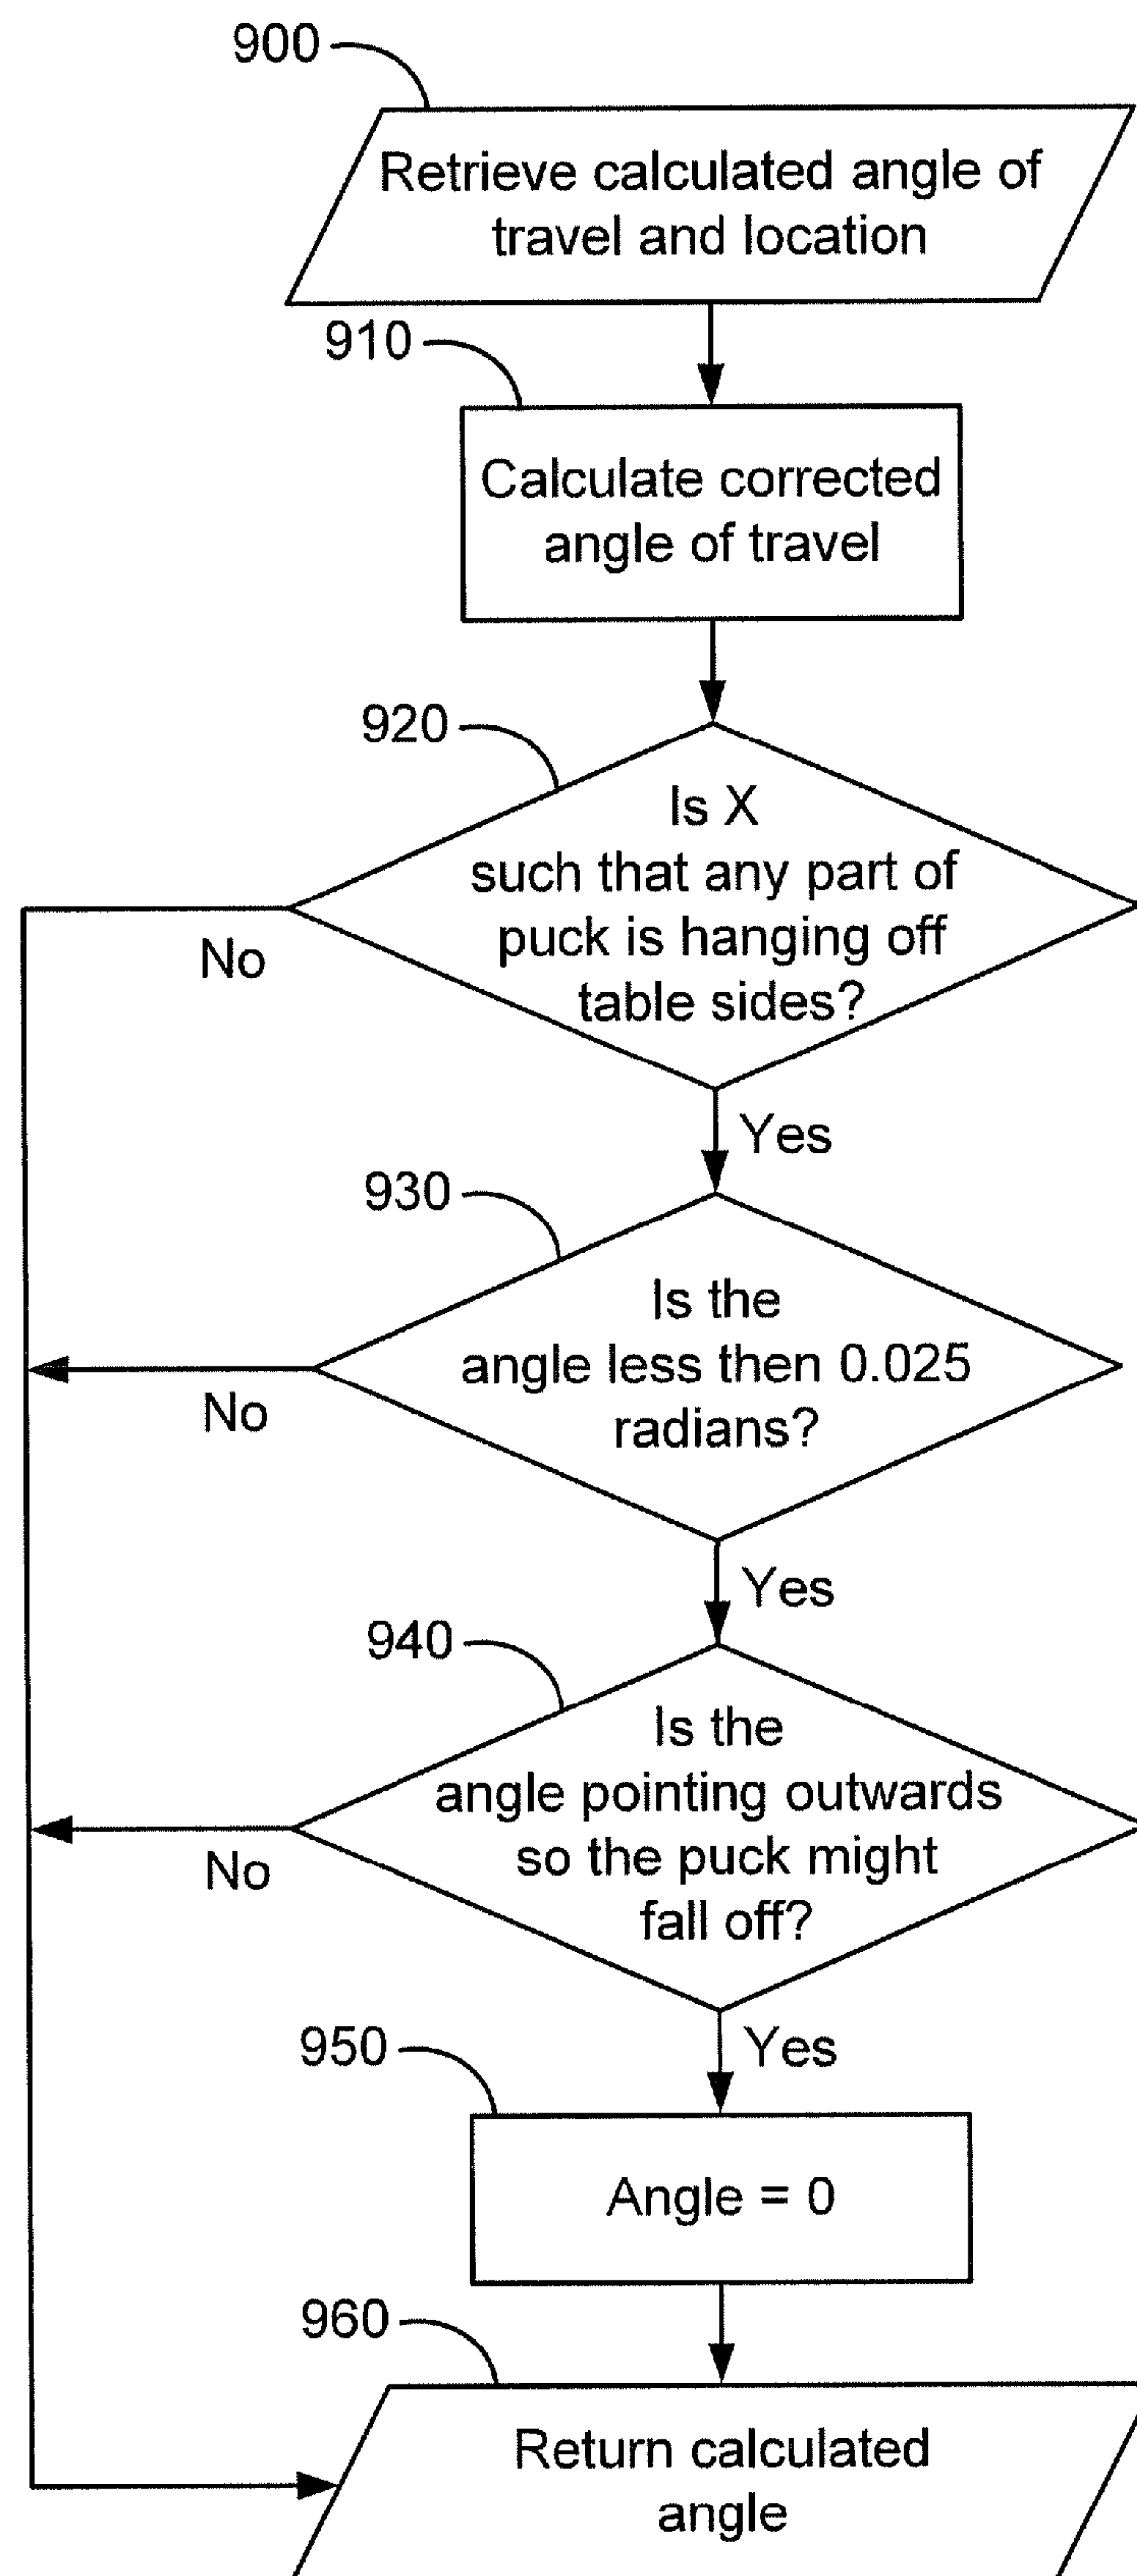 900
Retrieve calculated angle of
travel and location
910
Calculate corrected
angle of travel
920
Is X
such that any part of
puck is hanging off
table sides?
No
Yes
930
Is the
angle less then 0.025
radians?
No
Yes
940
Is the
angle pointing outwards
so the puck might
fall off?
No
Yes
950
Angle = 0
960
Return calculated
angle